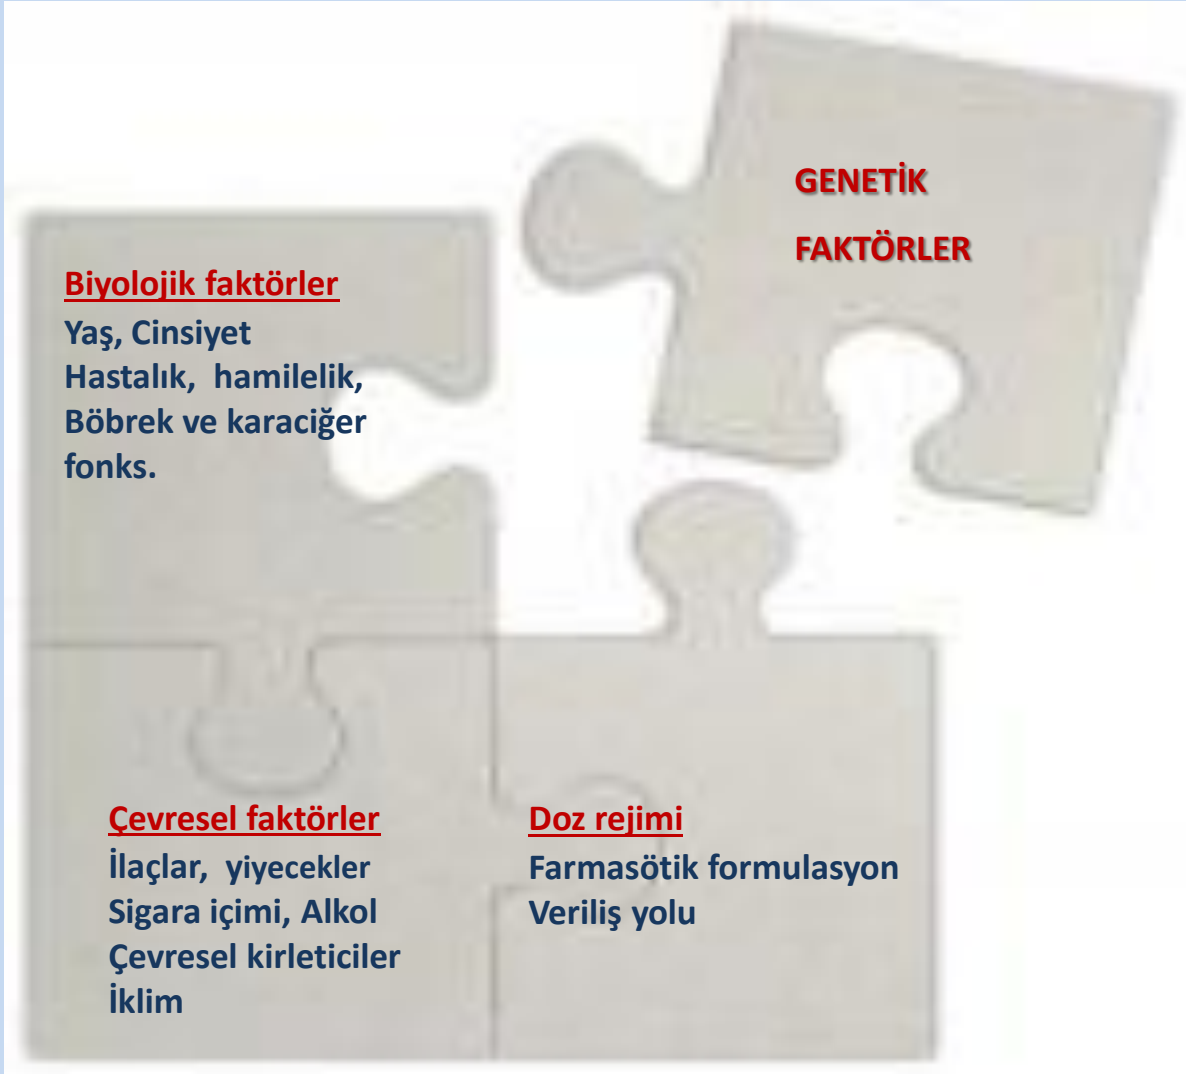 GENETİK
FAKTÖRLER
Biyolojik faktörler
Yaş, Cinsiyet
Hastalık, hamilelik,
Böbrek ve karaciğer
fonks.
Çevresel faktörler
İlaçlar, yiyecekler
Sigara içimi, Alkol
Çevresel kirleticiler
İklim
Doz rejimi
Farmasötik formulasyon
Veriliş yolu